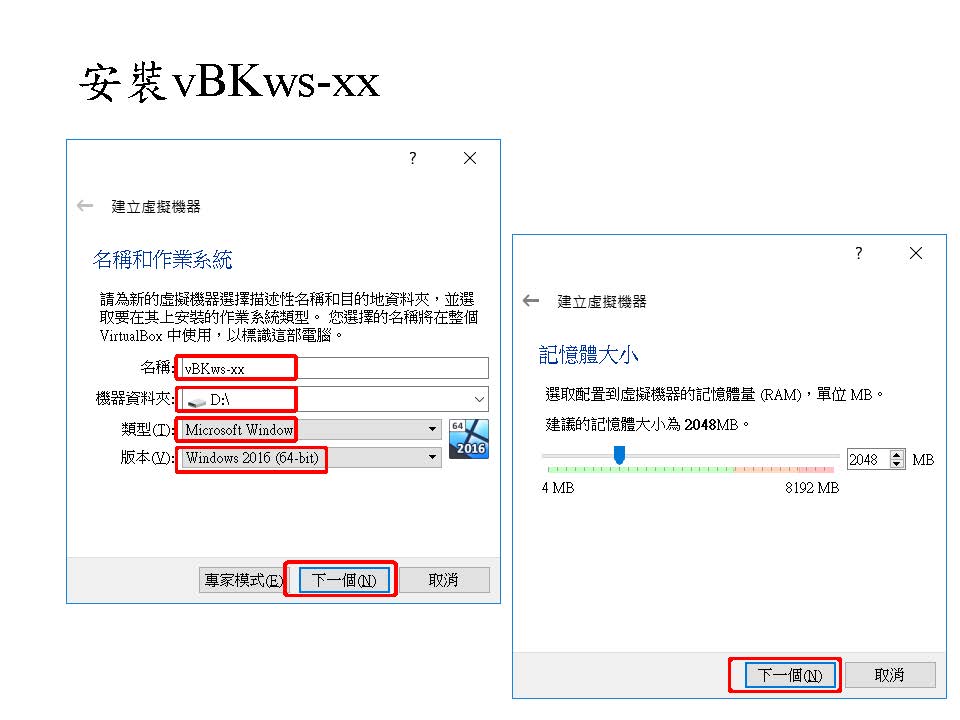 安裝vBKws-xx
?
建立虛擬機器
名稱和作業系統
請為新的虛擬機器選擇描述性名稱和目的地資料夾，並選
取要在其上安裝的作業系統類型。 您選擇的名稱將在整個
VirtualBox 中使用，以標識這部電腦。
名稱: vBKws-xx
機器資料夾: D:\
類型(T): Microsoft Window
64
版本(V): Windows 2016 (64-bit)
2016
專家模式(E) 下一個(N) 取消
?
建立虛擬機器
記憶體大小
選取配置到虛擬機器的記憶體量 (RAM)，單位 MB。
建議的記憶體大小為 2048MB。
2048 MB
4 MB 8192 MB
下一個(N) 取消